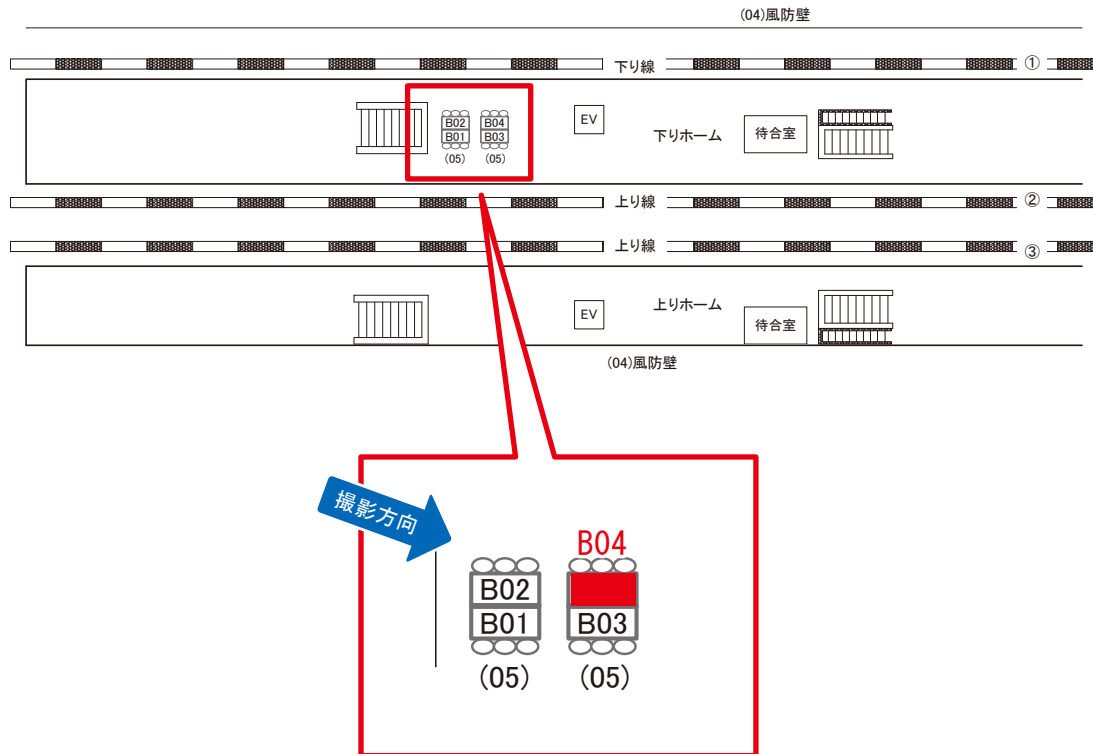 (04)風防壁
下り線
①
B02
B01
(05)
B04
B03
(05)
EV
下りホーム
待合室
上り線
②
上り線
③
EV
上りホーム
待合室
(04)風防壁
撮影方向
B04
B02
B01
B03
(05)
(05)